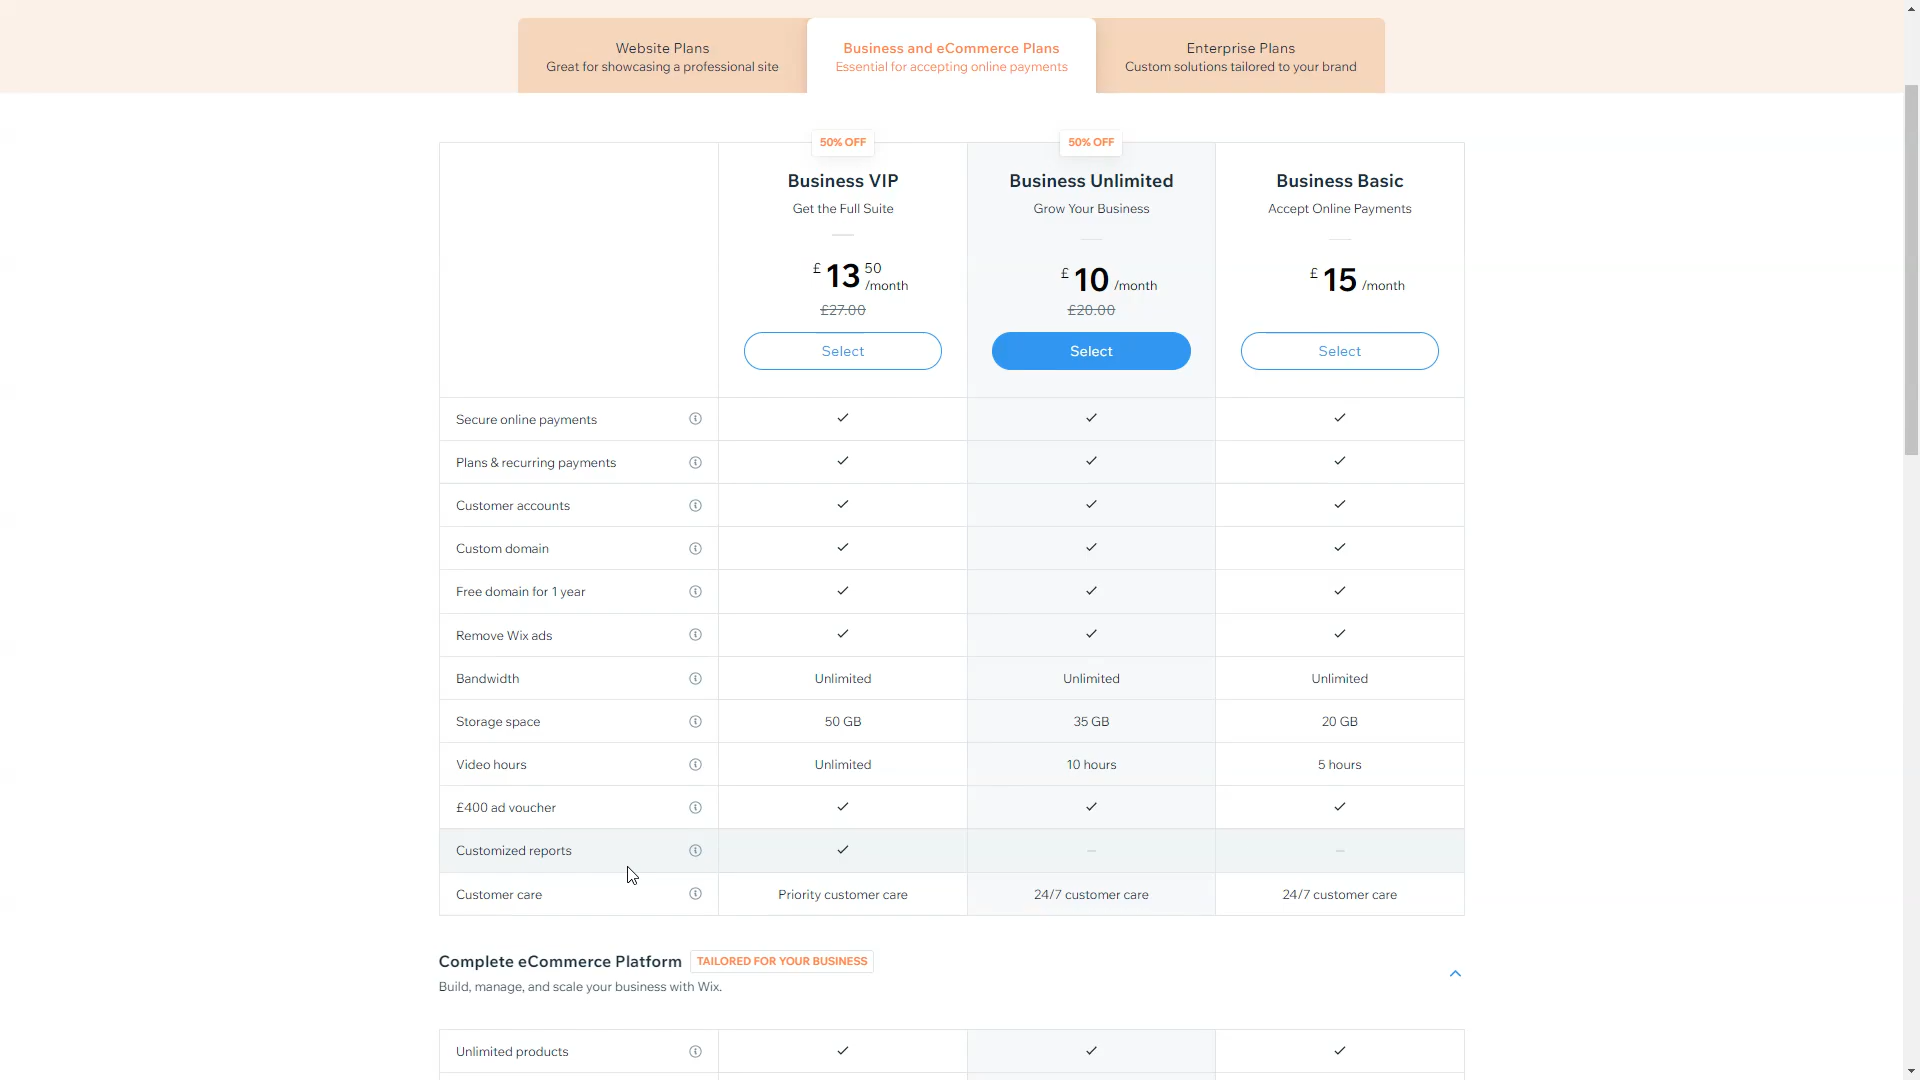 Website Plans
Great for showcasing a professional site
Business and eCommerce Plans
Essential for accepting online payments
Enterprise Plans
Custom solutions tailored to your brand
50% OFF
50% OFF
Business VIP
Business Unlimited
Business Basic
Get the Full Suite
Grow Your Business
Accept Online Payments
£ 13 50 /month
£ 10 /month
£ 15 /month
£27.00
£20.00
Select
Select
Select
Secure online payments
Plans & recurring payments
Customer accounts
Custom domain
Free domain for 1 year
Remove Wix ads
Bandwidth Unlimited Unlimited Unlimited
Storage space 50 GB 35 GB 20 GB
Video hours Unlimited 10 hours 5 hours
£400 ad voucher
Customized reports
Customer care Priority customer care 24/7 customer care 24/7 customer care
Complete eCommerce Platform TAILORED FOR YOUR BUSINESS
Build, manage, and scale your business with Wix.
Unlimited products